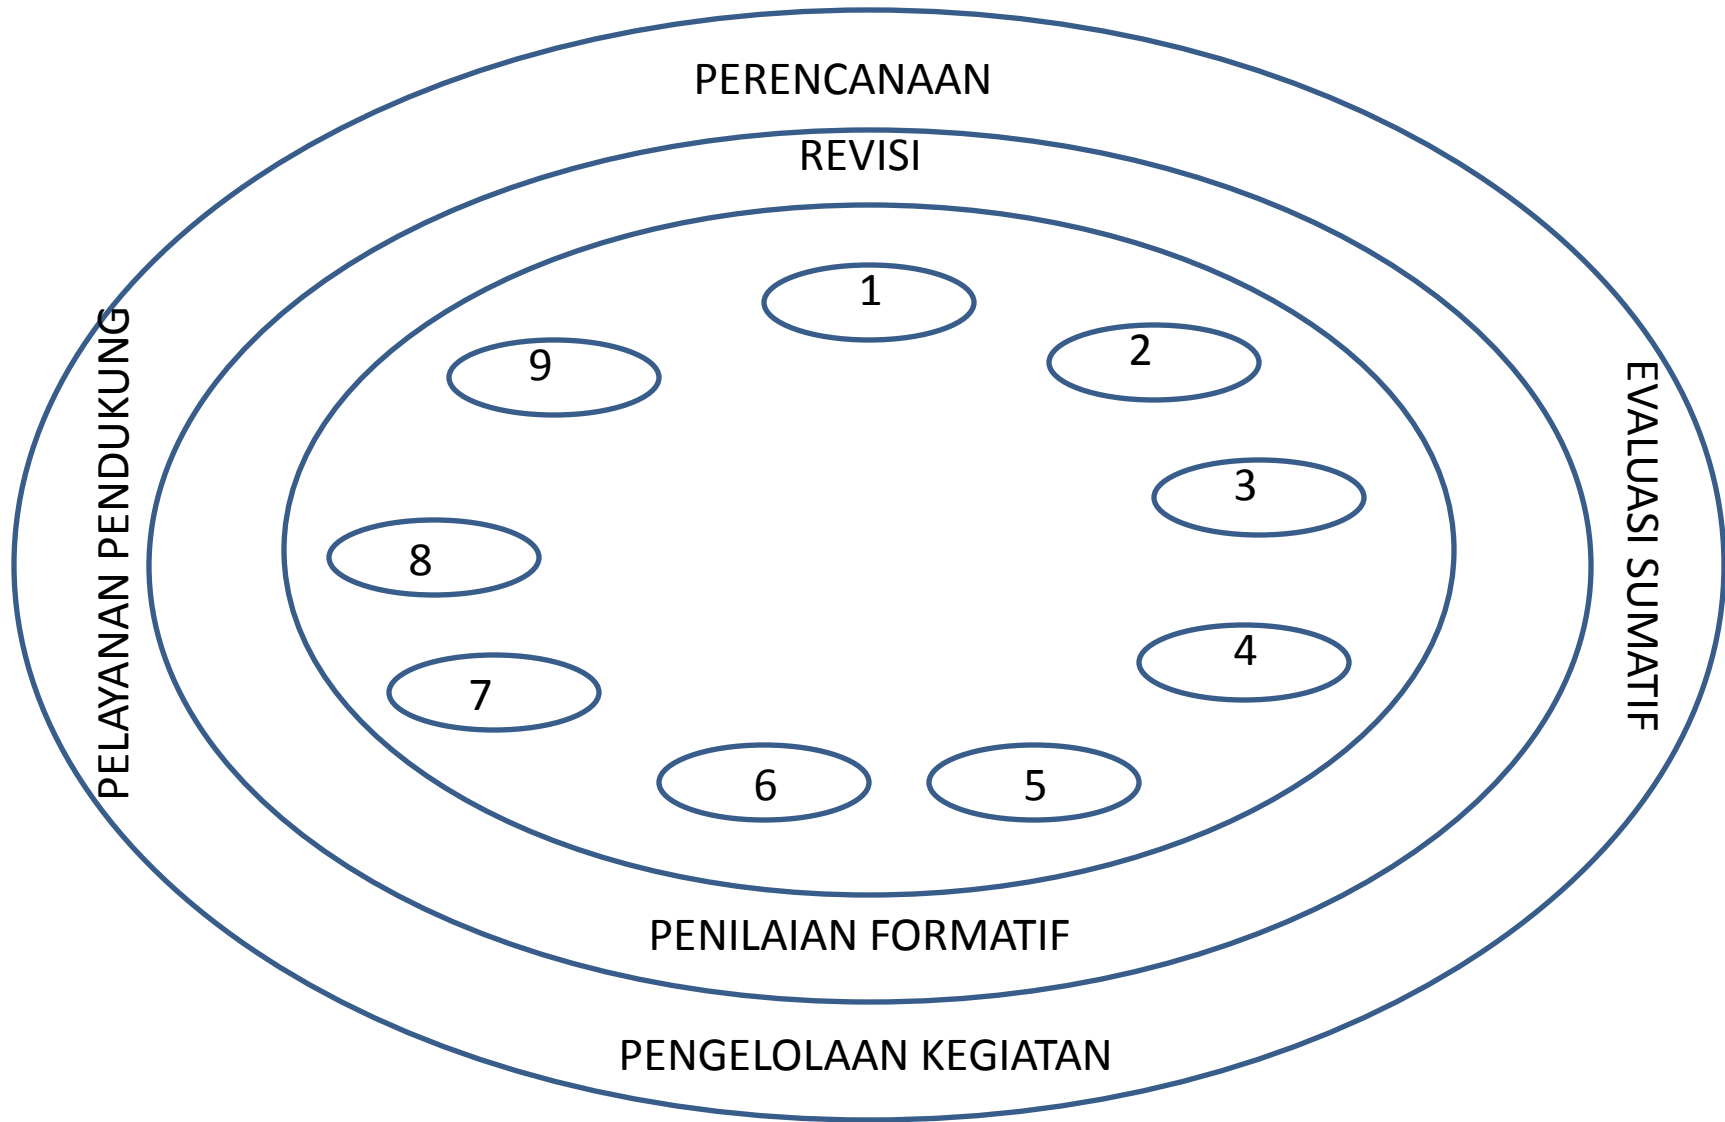 PERENCANAAN
REVISI
1
2
3
4
5
6
7
8
9
PELAYANAN PENDUKUNG
EVALUASI SUMATIF
PENILAIAN FORMATIF
PENGELOLAAN KEGIATAN